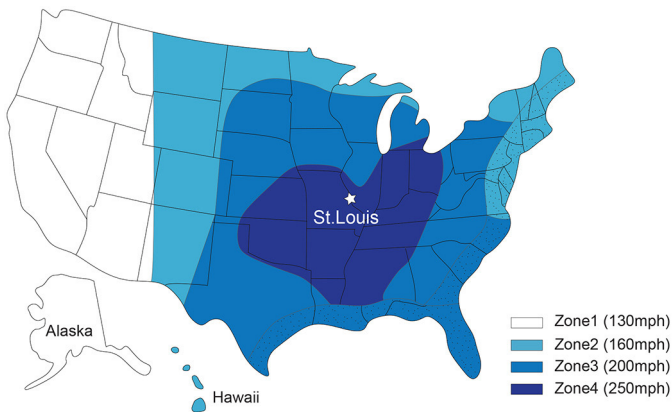 St.Louis
Alaska
Hawaii
Zone1 (130mph)
Zone2 (160mph)
Zone3 (200mph)
Zone4 (250mph)